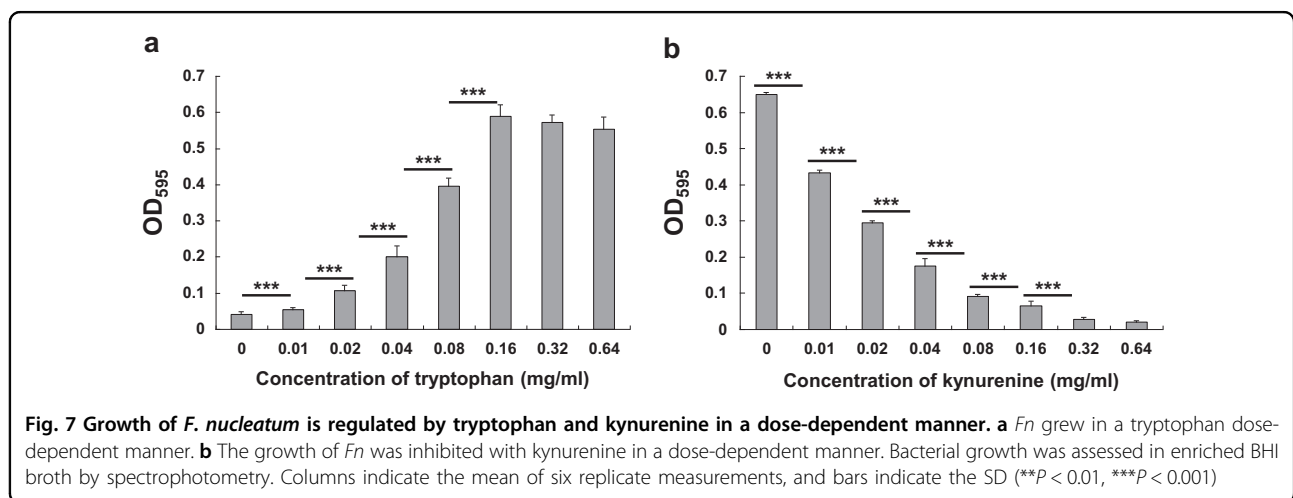 a
0.7
0.6
0.5
0.4
0.3
0.2
0.1
0
OD595
***
***
***
***
***
0 0.01 0.02 0.04 0.08 0.16 0.32 0.64
Concentration of tryptophan (mg/ml)
b
0.7
0.6
0.5
0.4
0.3
0.2
0.1
0
OD595
***
***
***
***
***
***
0 0.01 0.02 0.04 0.08 0.16 0.32 0.64
Concentration of kynurenine (mg/ml)
Fig. 7 Growth of F. nucleatum is regulated by tryptophan and kynurenine in a dose-dependent manner. a Fn grew in a tryptophan dose-
dependent manner. b The growth of Fn was inhibited with kynurenine in a dose-dependent manner. Bacterial growth was assessed in enriched BHI
broth by spectrophotometry. Columns indicate the mean of six replicate measurements, and bars indicate the SD (**P < 0.01, ***P < 0.001)